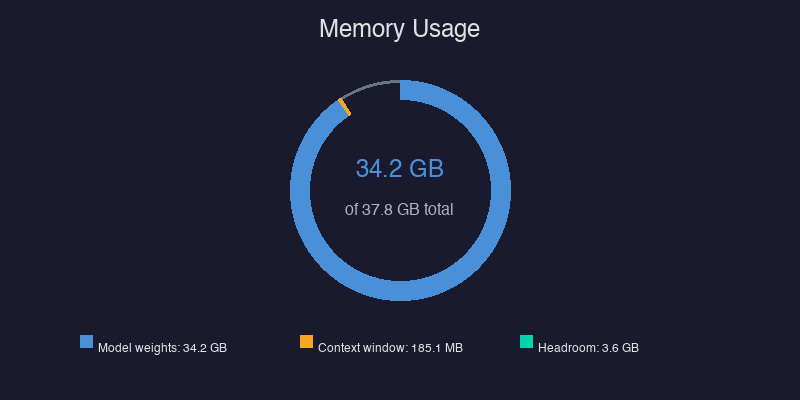 Memory Usage
34.2 GB
of 37.8 GB total
Model weights: 34.2 GB
Context window: 185.1 MB
Headroom: 3.6 GB